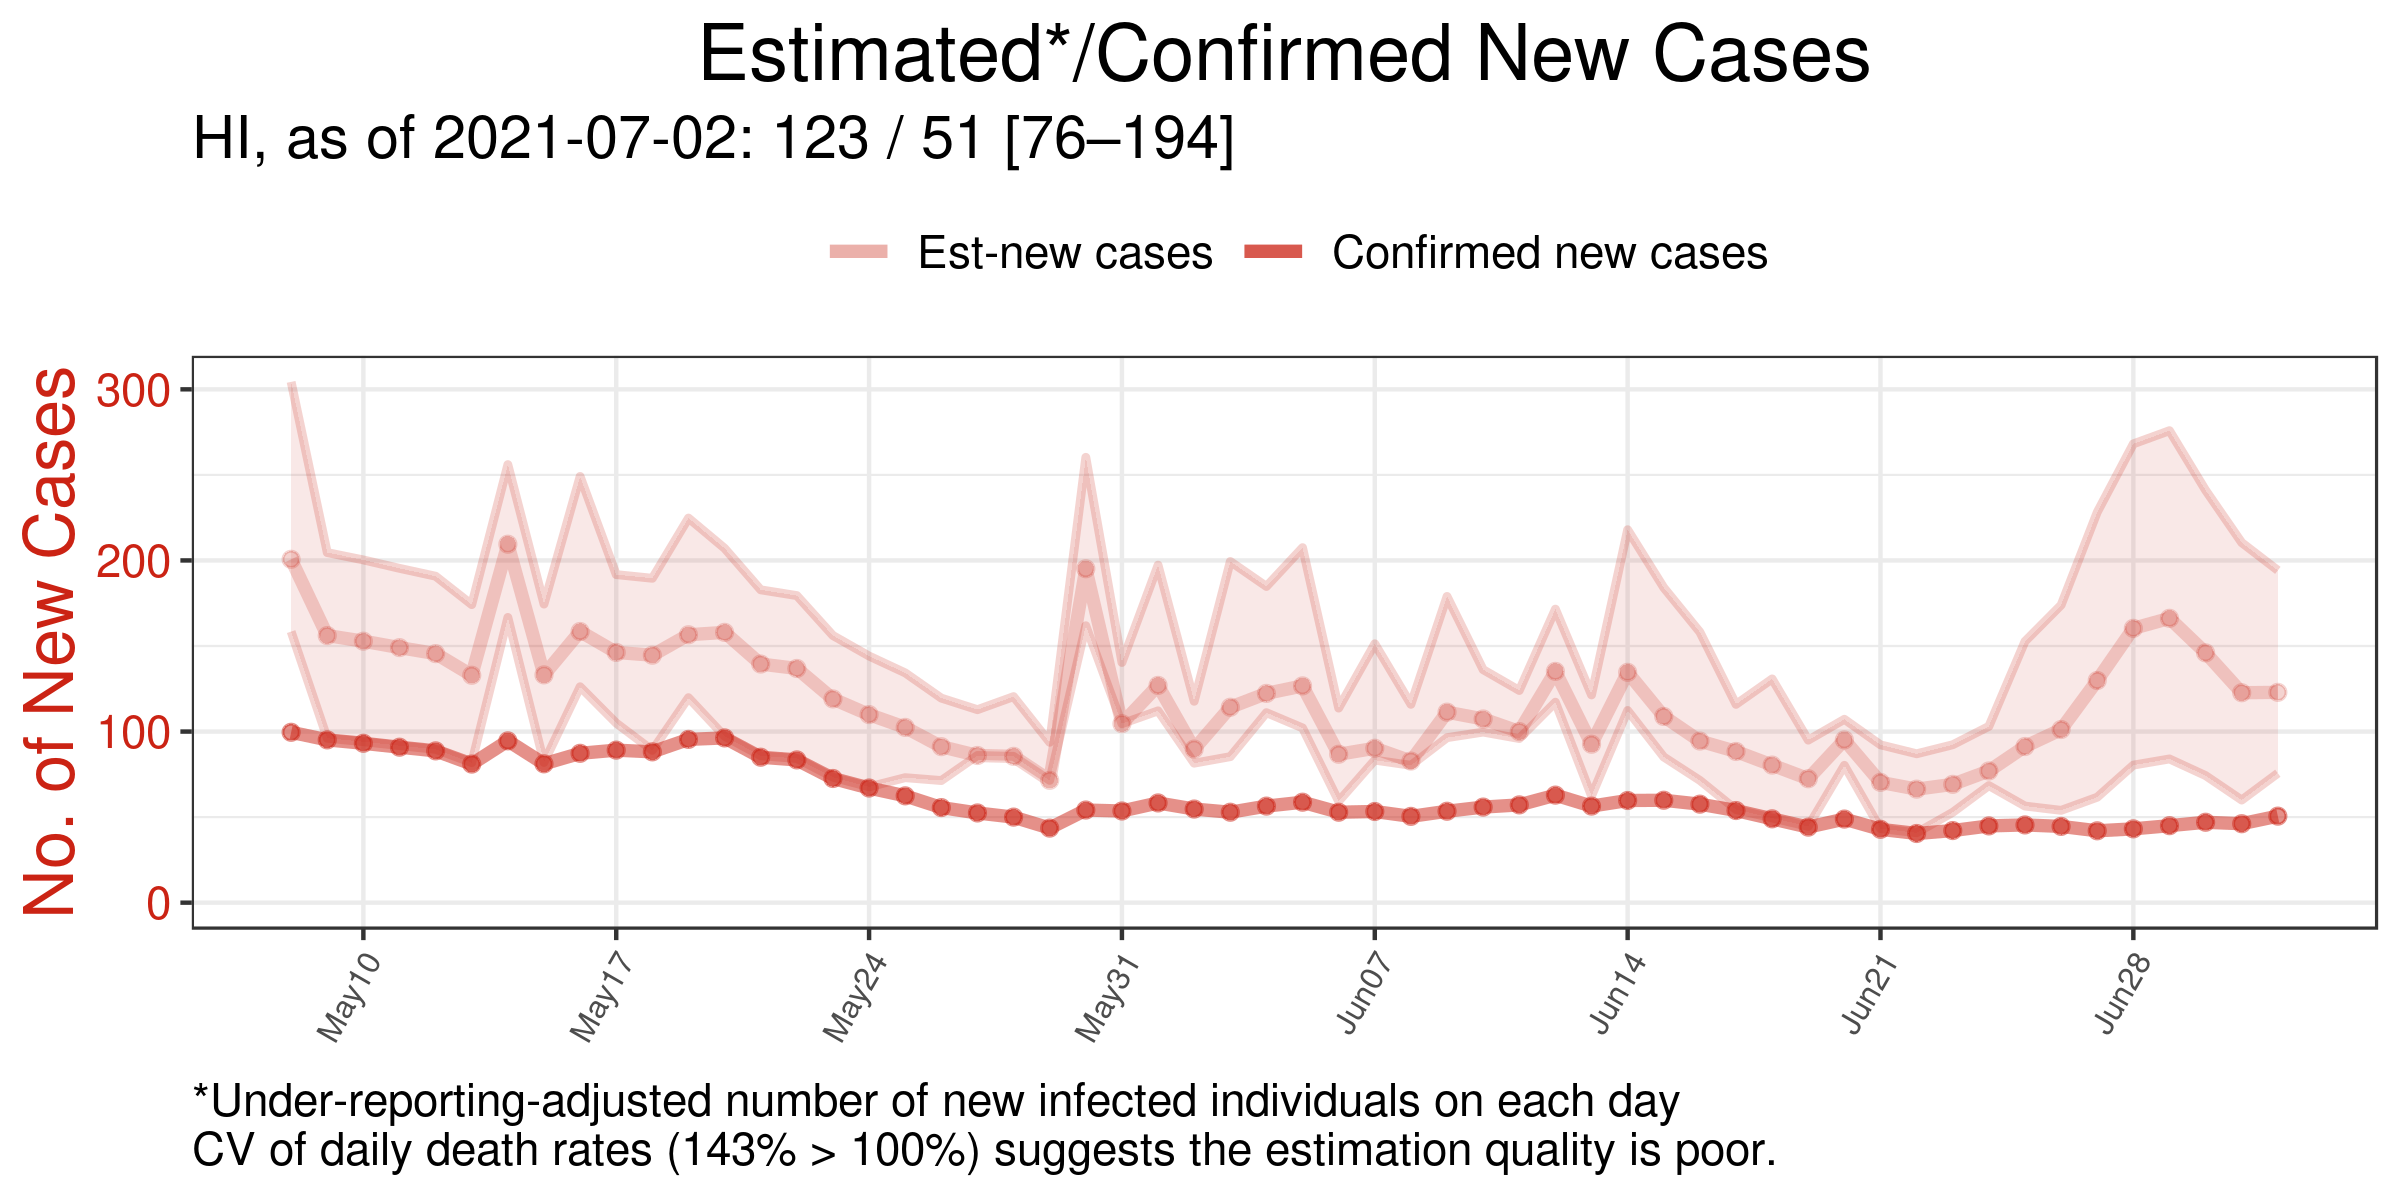 Estimated*/Confirmed New Cases
HI, as of 2021-07-02: 123 / 51 [76–194]
Est-new cases
Confirmed new cases
No. of New Cases
300
200
100
0
May10
May17
May24
May31
Jun07
Jun14
Jun21
Jun28
*Under-reporting-adjusted number of new infected individuals on each day
CV of daily death rates (143% > 100%) suggests the estimation quality is poor.